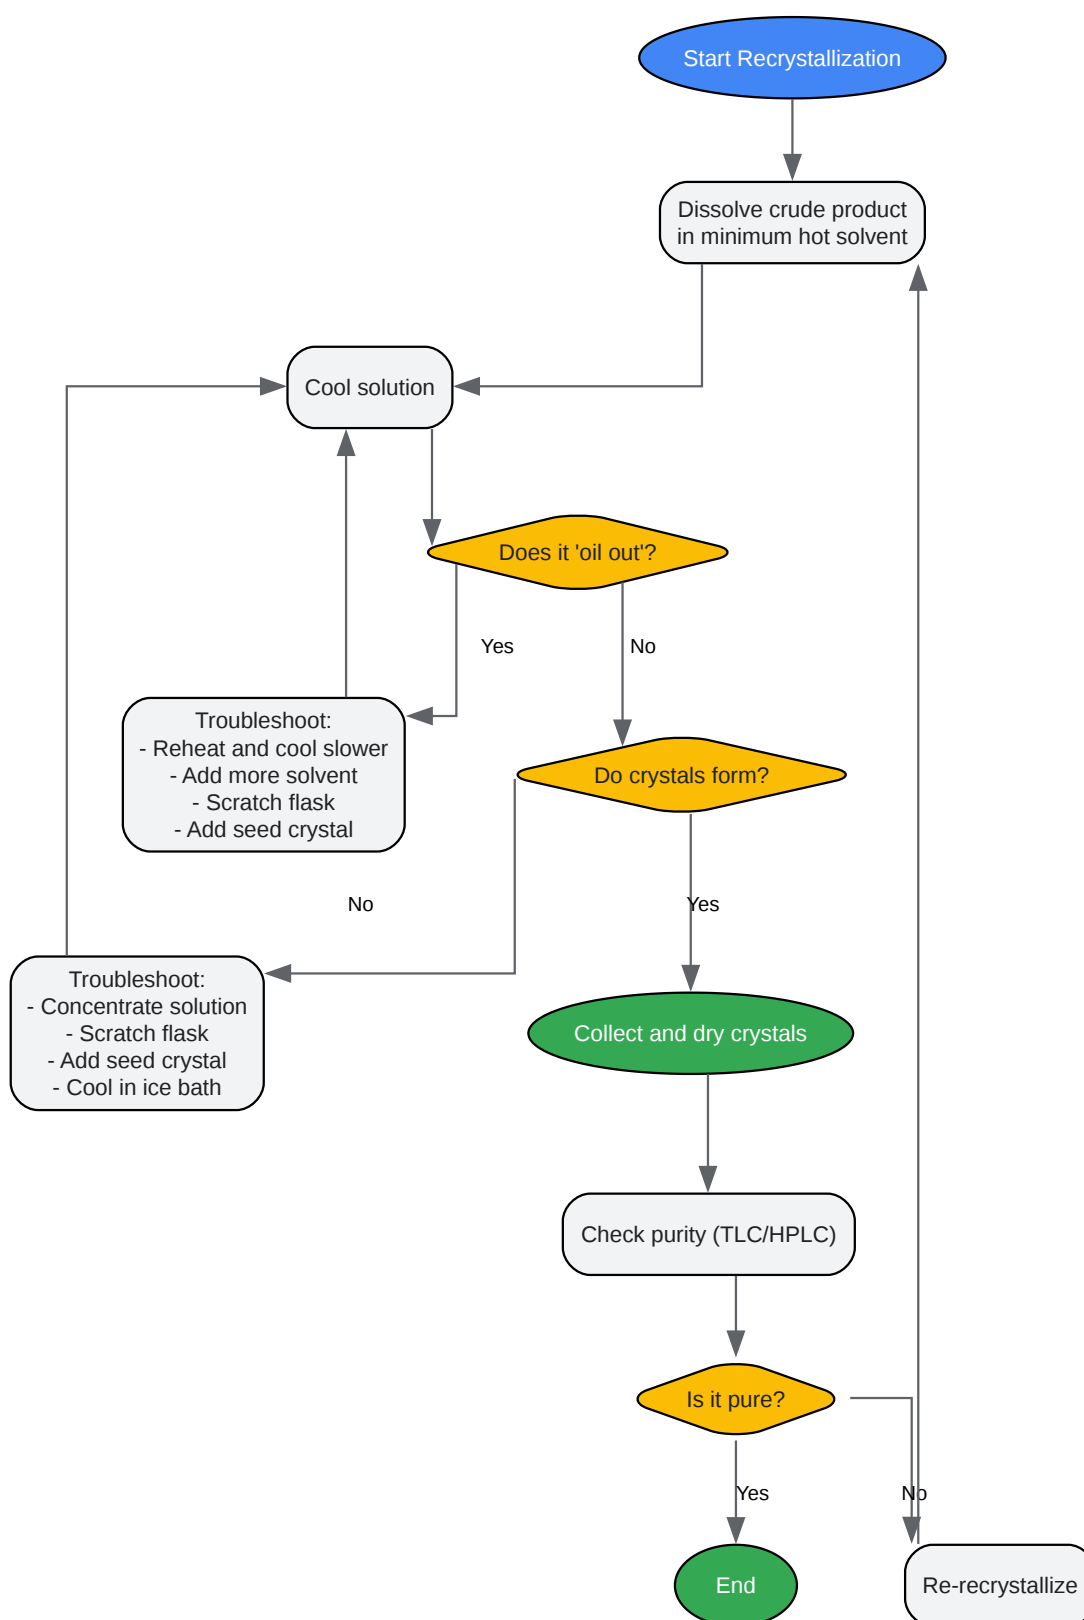 Start Recrystallization
Dissolve crude product
in minimum hot solvent
Cool solution
Does it 'oil out'?
Yes
No
Troubleshoot:
- Reheat and cool slower
- Add more solvent
- Scratch flask
- Add seed crystal
Do crystals form?
No
Yes
Troubleshoot:
- Concentrate solution
- Scratch flask
- Add seed crystal
- Cool in ice bath
Collect and dry crystals
Check purity (TLC/HPLC)
Is it pure?
Yes
No
End
Re-recrystallize